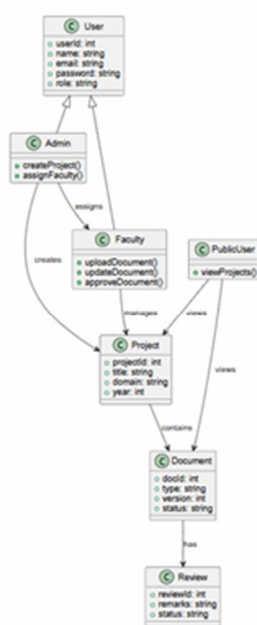 C User
userId: int
name: string
email: string
password: string
role: string
C Admin
createProject()
assignFaculty()
assigns
C Faculty
uploadDocument()
updateDocument()
approveDocument()
C PublicUser
viewProjects()
creates
manages
views
C Project
projectId: int
title: string
domain: string
year: int
views
contains
C Document
docId: int
type: string
version: int
status: string
has
C Review
reviewId: int
remarks: string
status: string